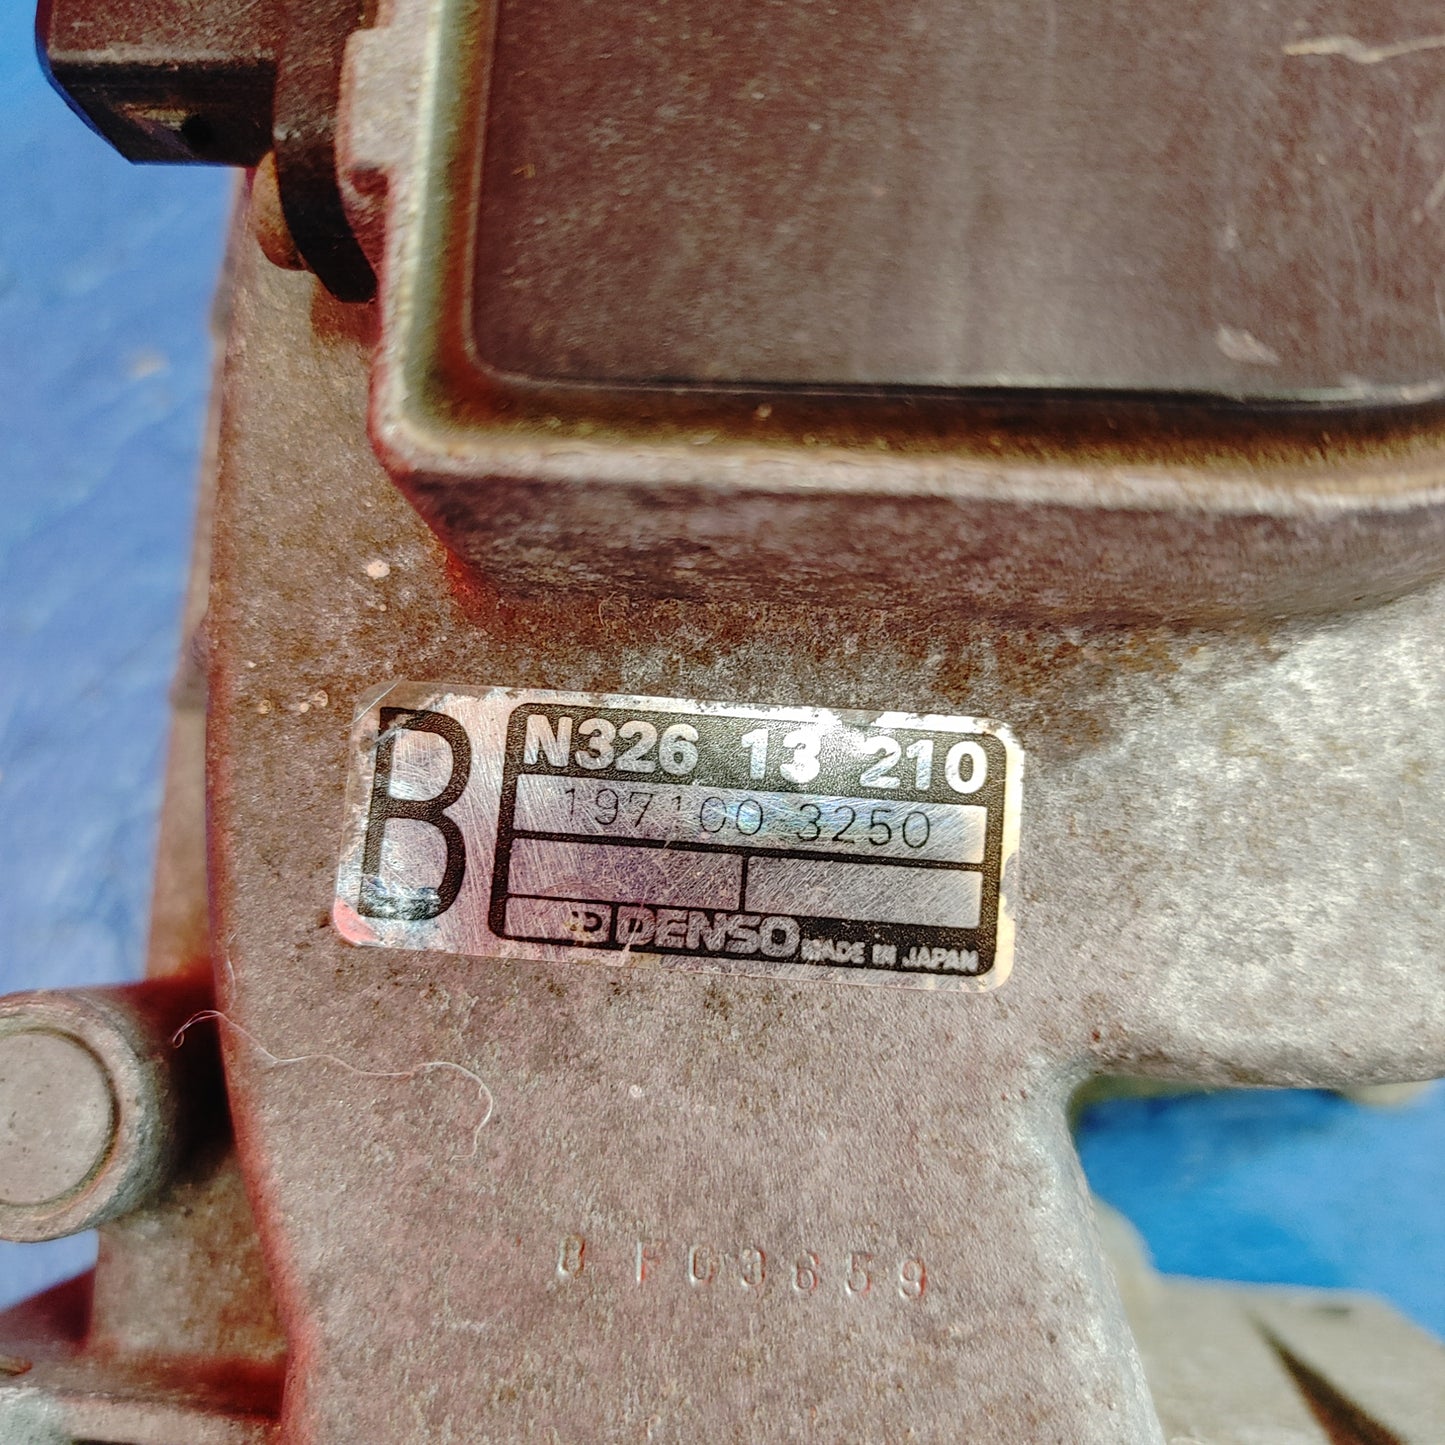 B
N326 13 210
197100 3250
DENSO MADE IN JAPAN